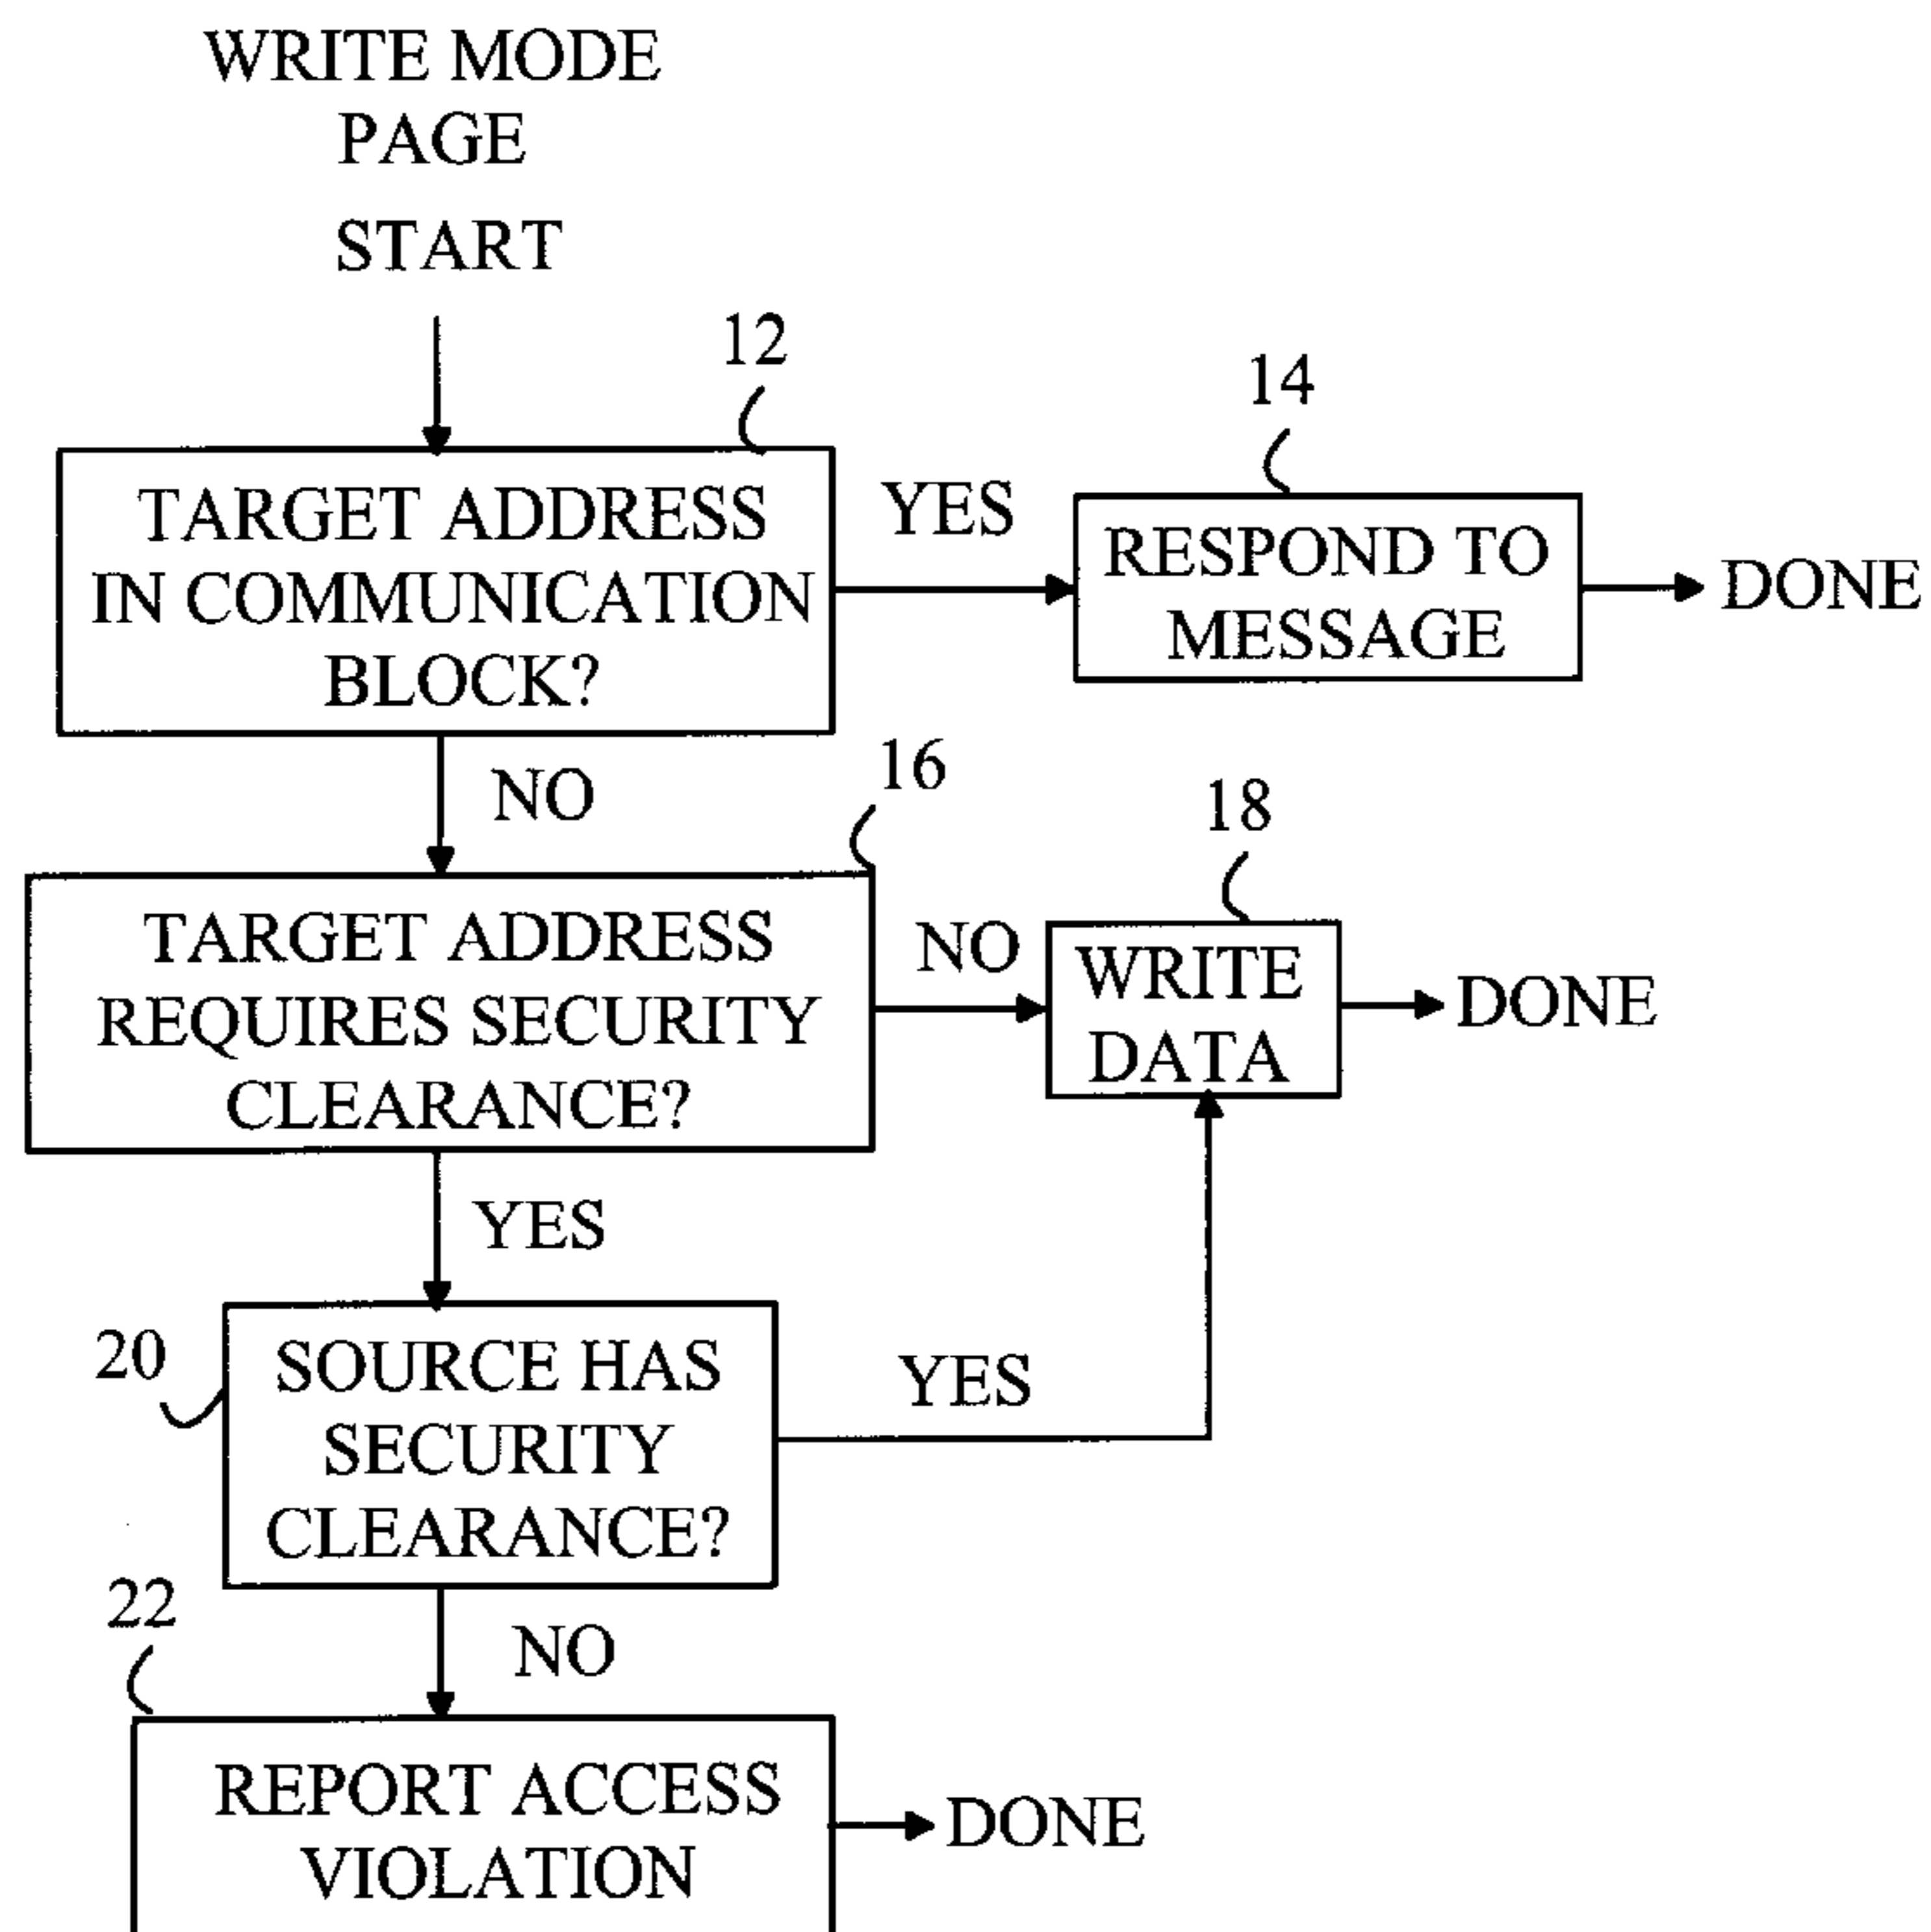 WRITE MODE
PAGE
START
12
TARGET ADDRESS
IN COMMUNICATION
BLOCK?
YES
14
RESPOND TO
MESSAGE
DONE
NO
16
TARGET ADDRESS
REQUIRES SECURITY
CLEARANCE?
NO
18
WRITE
DATA
DONE
YES
20
SOURCE HAS
SECURITY
CLEARANCE?
YES
NO
22
REPORT ACCESS
VIOLATION
DONE